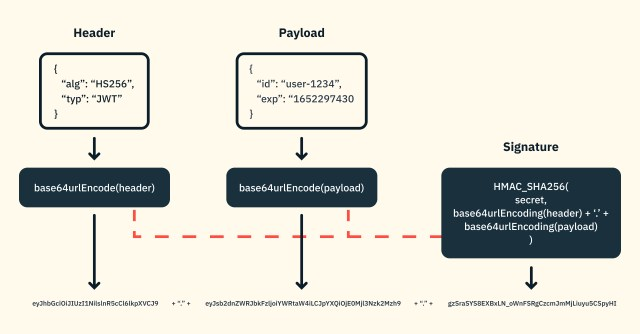 Header
{
“alg”: “HS256”,
“typ”: “JWT”
}
base64urlEncode(header)
Payload
{
“id”: “user-1234”,
“exp”: “1652297430
}
base64urlEncode(payload)
Signature
HMAC_SHA256(
secret,
base64urlEncoding(header) + ‘.’ +
base64urlEncoding(payload)
)
+ “.” +
+ “.” +